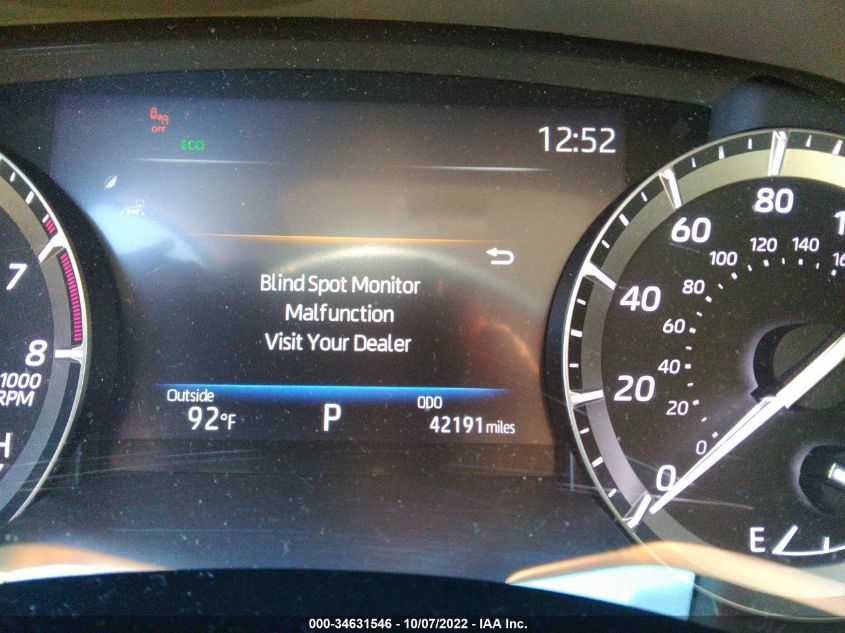 OFF
ECO
12:52
Blind Spot Monitor
Malfunction
Visit Your Dealer
Outside
92°F
P
ODO
42191 miles
7
8
1000
RPM
H
0
20
40
60
80
0
20
40
60
80
100
120
140
E
000-34631546 - 10/07/2022 - IAA Inc.